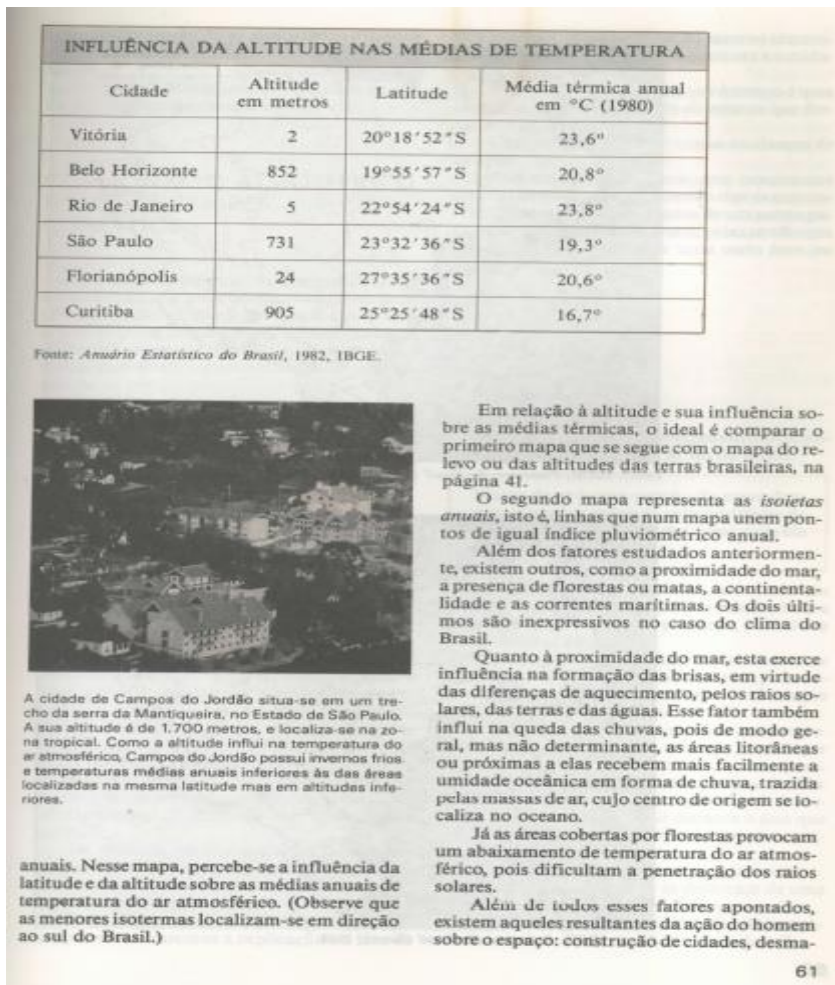 INFLUÊNCIA DA ALTITUDE NAS MÉDIAS DE TEMPERATURA
Cidade Altitude em metros Latitude Média térmica anual em °C (1980)
Vitória 2 20°18′52″S 23,6°
Belo Horizonte 852 19°55′57″S 20,8°
Rio de Janeiro 5 22°54′24″S 23,8°
São Paulo 731 23°32′36″S 19,3°
Florianópolis 24 27°35′36″S 20,6°
Curitiba 905 25°25′48″S 16,7°
Fonte: Anuário Estatístico do Brasil, 1982, IBGE.
A cidade de Campos do Jordão situa-se em um tre-
cho da serra da Mantiqueira, no Estado de São Paulo.
A sua altitude é de 1.700 metros, e localiza-se na zo-
na tropical. Como a altitude influi na temperatura do
ar atmosférico, Campos do Jordão possui invernos frios
e temperaturas médias anuais inferiores às das áreas
localizadas na mesma latitude mas em altitudes infe-
riores.
anuais. Nesse mapa, percebe-se a influência da
latitude e da altitude sobre as médias anuais de
temperatura do ar atmosférico. (Observe que
as menores isotermas localizam-se em direção
ao sul do Brasil.)
Em relação à altitude e sua influência so-
bre as médias térmicas, o ideal é comparar o
primeiro mapa que se segue com o mapa do re-
levo ou das altitudes das terras brasileiras, na
página 41.
O segundo mapa representa as isoietas
anuais, isto é, linhas que num mapa unem pon-
tos de igual índice pluviométrico anual.
Além dos fatores estudados anteriormen-
te, existem outros, como a proximidade do mar,
a presença de florestas ou matas, a continenta-
lidade e as correntes marítimas. Os dois últi-
mos são inexpressivos no caso do clima do
Brasil.
Quanto à proximidade do mar, esta exerce
influência na formação das brisas, em virtude
das diferenças de aquecimento, pelos raios so-
lares, das terras e das águas. Esse fator também
influi na queda das chuvas, pois de modo ge-
ral, mas não determinante, as áreas litorâneas
ou próximas a elas recebem mais facilmente a
umidade oceânica em forma de chuva, trazida
pelas massas de ar, cujo centro de origem se lo-
caliza no oceano.
Já as áreas cobertas por florestas provocam
um abaixamento de temperatura do ar atmos-
férico, pois dificultam a penetração dos raios
solares.
Além de todos esses fatores apontados,
existem aqueles resultantes da ação do homem
sobre o espaço: construção de cidades, desma-
61